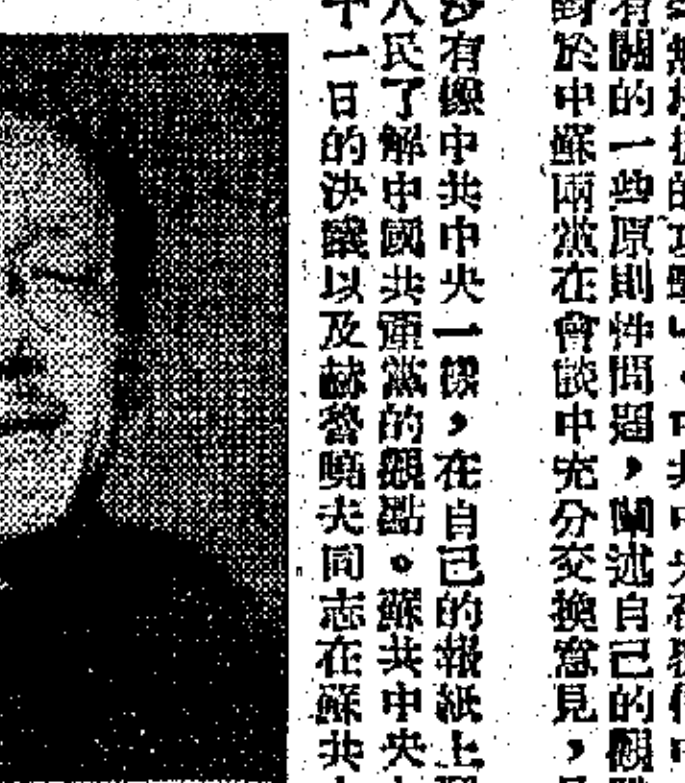 有關的一些原則性問題，闡述自己的觀
對於中蘇兩黨在會談中充分交換意見，
沒有像中共中央一樣，在自己的報紙上
人民了解中國共產黨的觀點。蘇共中央
十一日的決議以及赫魯曉夫同志在蘇共